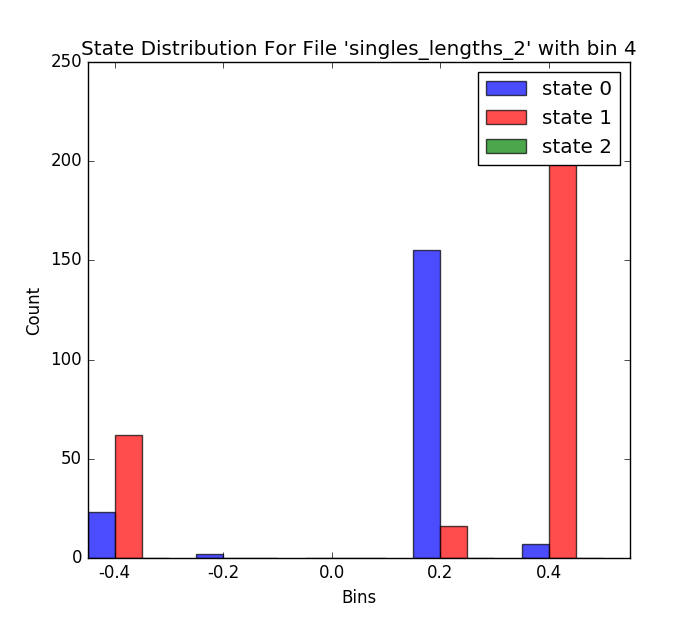 State Distribution For File 'singles_lengths_2' with bin 4
250
200
150
100
50
0
Count
state 0
state 1
state 2
-0.4 -0.2 0.0 0.2 0.4
Bins